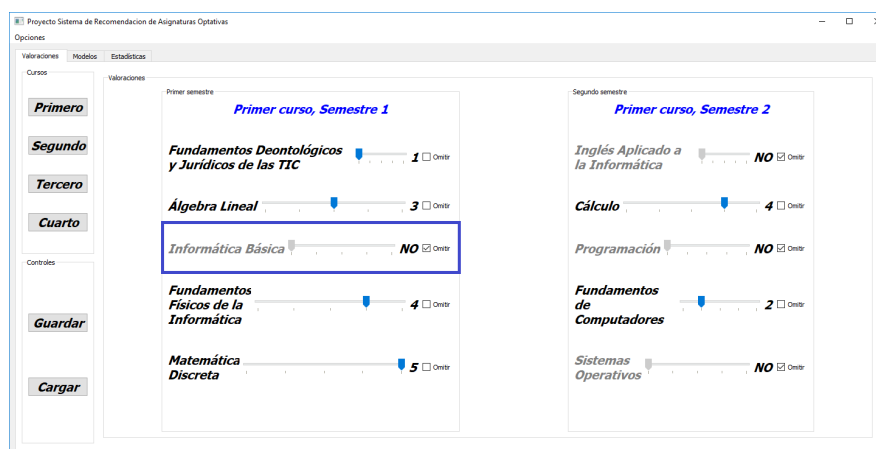 Proyecto Sistema de Recomendacion de Asignaturas Optativas
Opciones
Valoraciones Modelos Estadísticas
Cursos
Primero
Segundo
Tercero
Cuarto
Controles
Guardar
Cargar
Valoraciones
Primer semestre
Primer curso, Semestre 1
Fundamentos Deontológicos
y Jurídicos de las TIC
1 Omitir
Álgebra Lineal 3 Omitir
Informática Básica NO Omitir
Fundamentos
Físicos de la
Informática
4 Omitir
Matemática
Discreta
5 Omitir
Segundo semestre
Primer curso, Semestre 2
Inglés Aplicado a
la Informática
NO Omitir
Cálculo 4 Omitir
Programación NO Omitir
Fundamentos
de
Computadores
2 Omitir
Sistemas
Operativos
NO Omitir